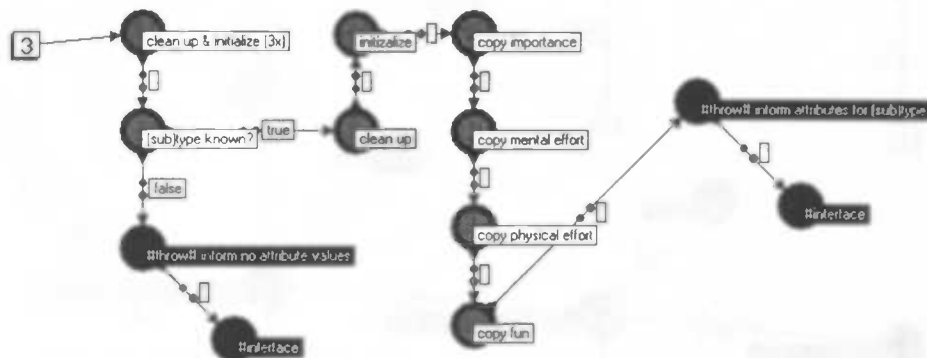 3
clean up & initialize (3x)
initizalize
copy importance
#throw# inform attributes for (sub)type
(sub)type known?
true
clean up
copy mental effort
#interface
false
copy physical effort
#throw# inform no attribute values
#interface
copy fun